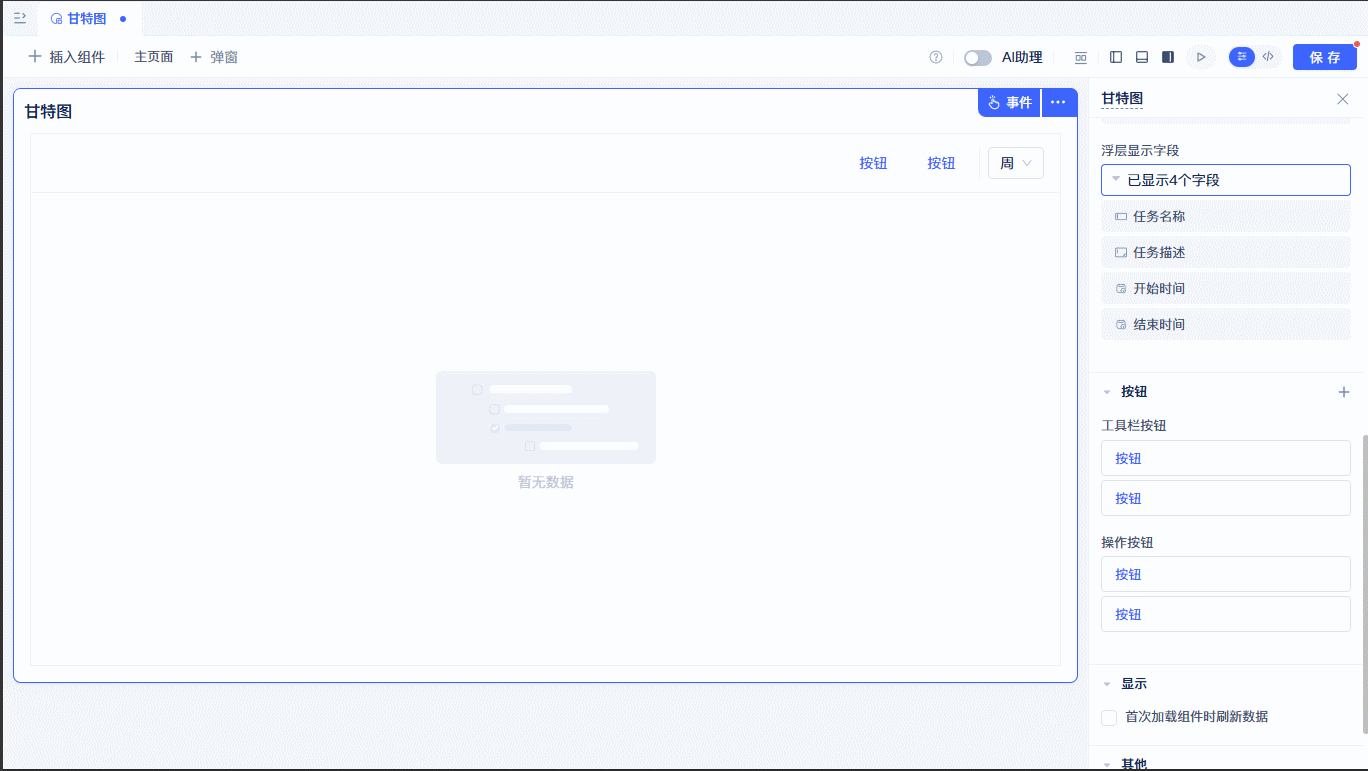 甘特图
插入组件
主页面
弹窗
AI助理
保存
甘特图
事件
按钮
按钮
周
暂无数据
甘特图
浮层显示字段
已显示4个字段
任务名称
任务描述
开始时间
结束时间
按钮
工具栏按钮
按钮
按钮
操作按钮
按钮
按钮
显示
首次加载组件时刷新数据
其他